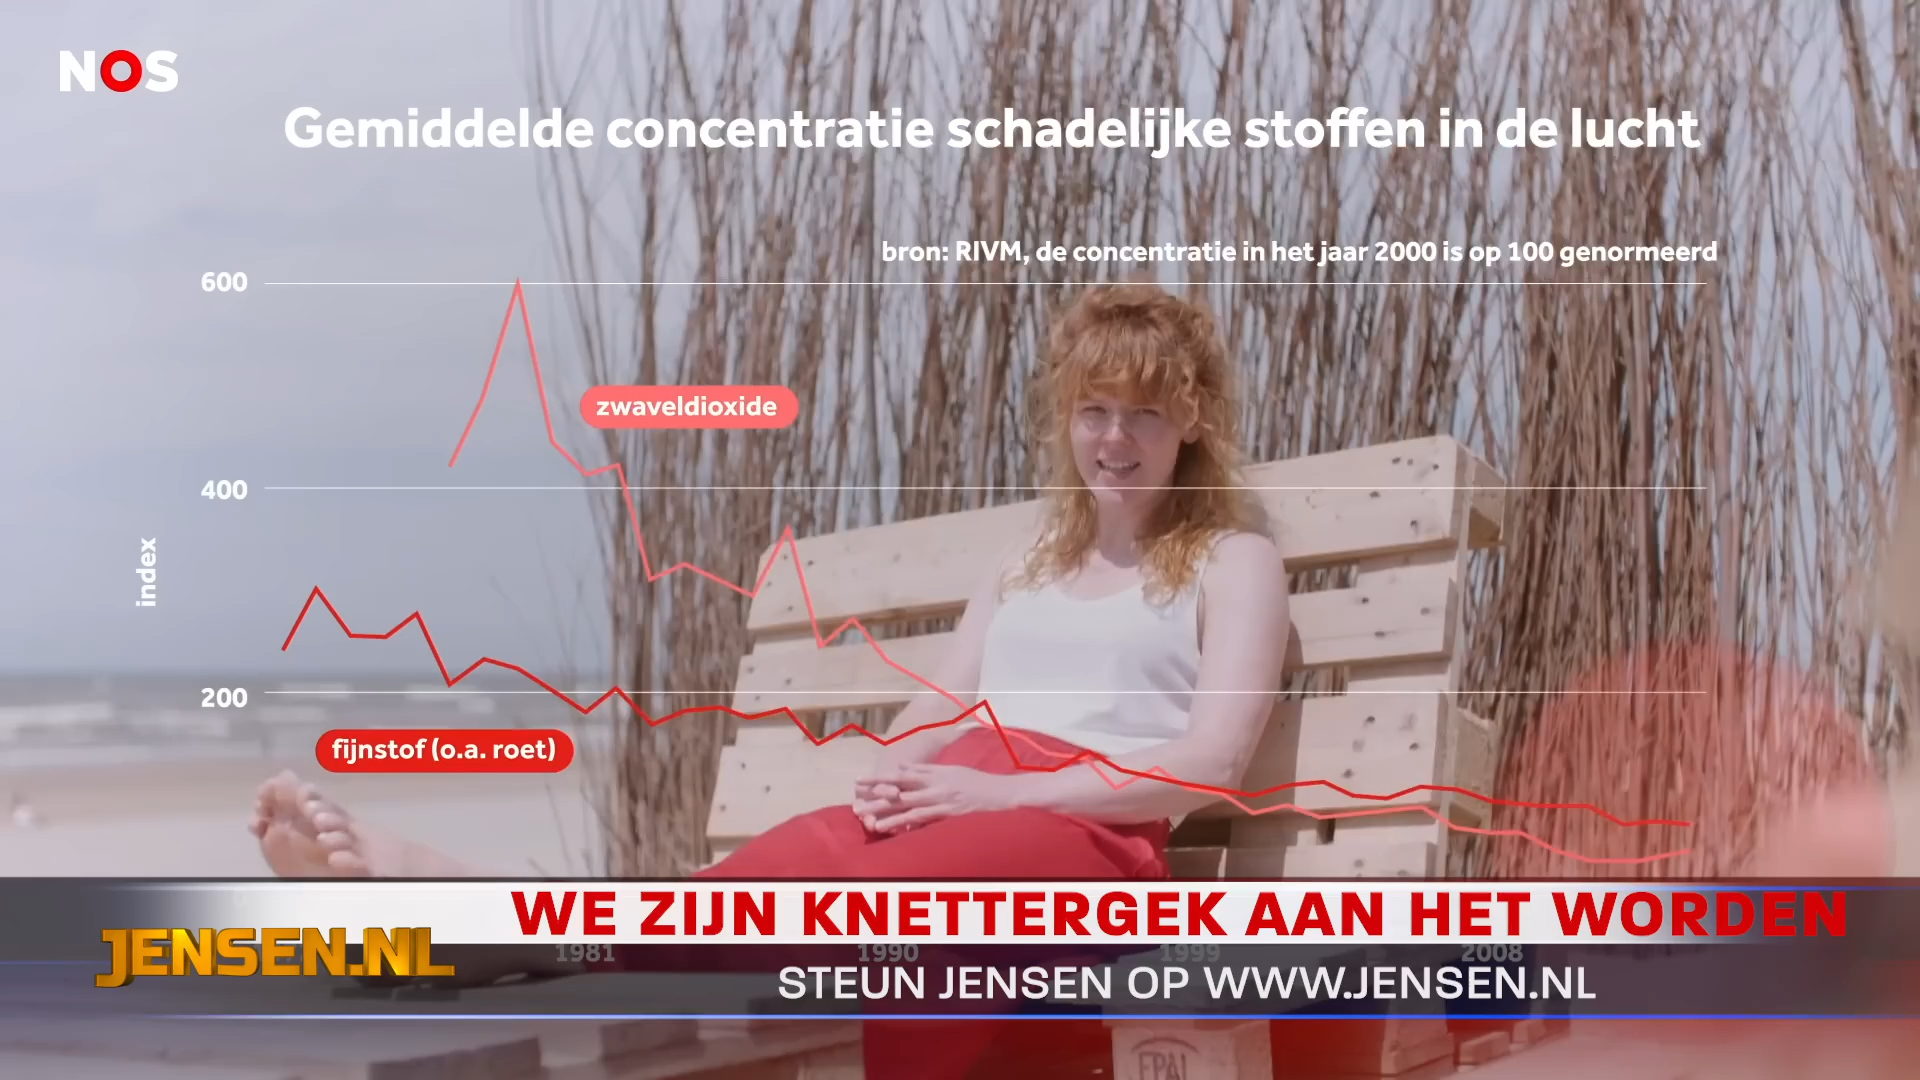 NOS
Gemiddelde concentratie schadelijke stoffen in de lucht
bron: RIVM, de concentratie in het jaar 2000 is op 100 genormeerd
600
zwaveldioxide
400
index
200
fijnstof (o.a. roet)
WE ZIJN KNETTERGEK AAN HET WORDEN
JENSEN.NL
1981 1990 1999 2008
STEUN JENSEN OP WWW.JENSEN.NL
EPAL